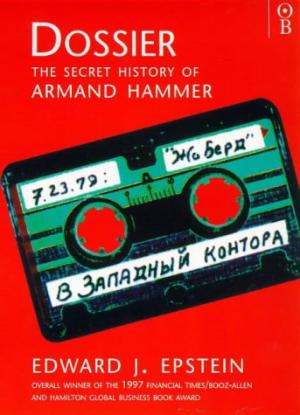 DOSSIER
THE SECRET HISTORY OF
ARMAND HAMMER
B
7.23.79:
"Жо Берд"
В ЗАПАДНЫЙ КОНТОРА
EDWARD J. EPSTEIN
OVERALL WINNER OF THE 1997 FINANCIAL TIMES/BOOZ-ALLEN
AND HAMILTON GLOBAL BUSINESS BOOK AWARD